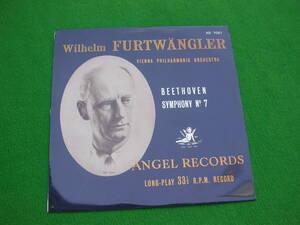 Wilhelm FURTWÄNGLER
VIENNA PHILHARMONIC ORCHESTRA
BEETHOVEN
SYMPHONY Nº 7
ANGEL RECORDS
LONG-PLAY 33⅓ R.P.M. RECORD